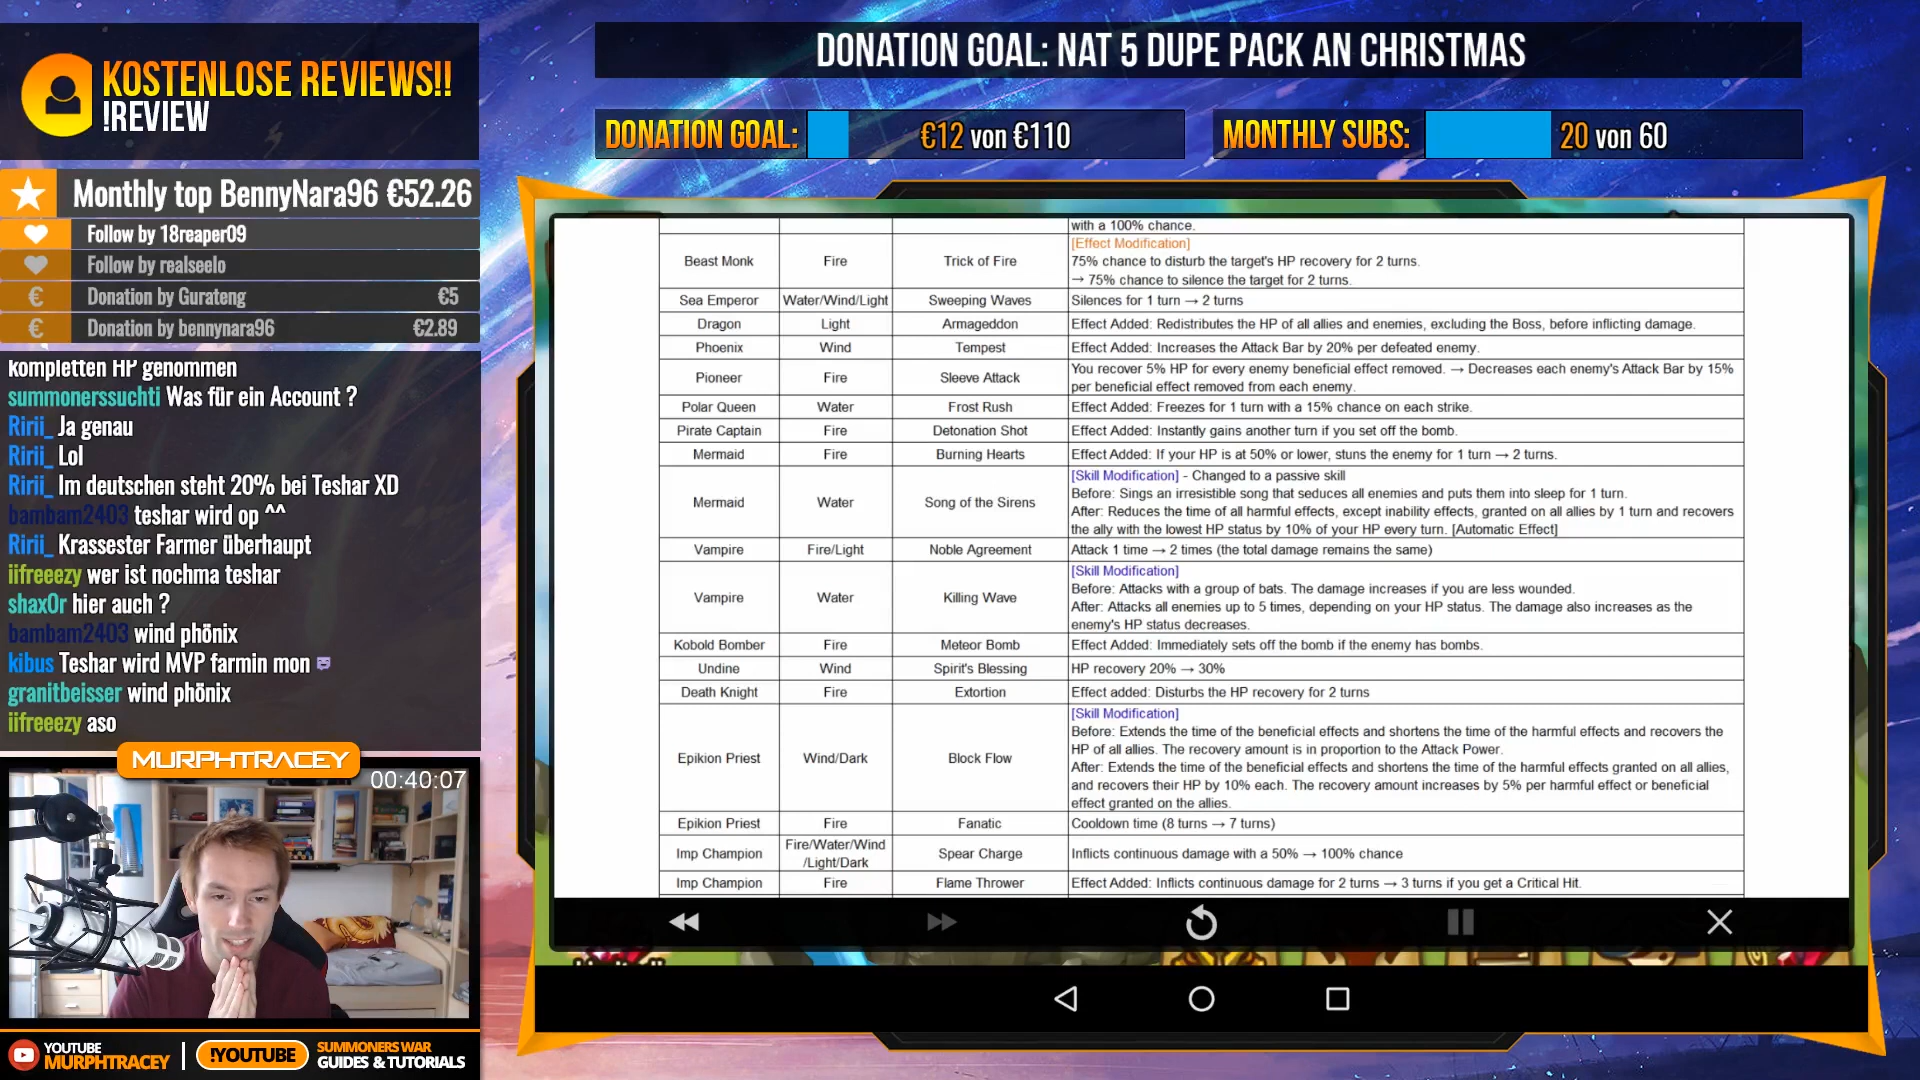 KOSTENLOSE REVIEWS!!
!REVIEW
DONATION GOAL: NAT 5 DUPE PACK AN CHRISTMAS
DONATION GOAL: €12 von €110
MONTHLY SUBS: 20 von 60
Monthly top BennyNara96 €52.26
Follow by 18reaper09
Follow by realseelo
€ Donation by Gurateng €5
€ Donation by bennynara96 €2.89
kompletten HP genommen
summonerssuchti Was für ein Account ?
Ririi_ Ja genau
Ririi_ Lol
Ririi_ Im deutschen steht 20% bei Teshar XD
bambam2403 teshar wird op ^^
Ririi_ Krassester Farmer überhaupt
iifreeezy wer ist nochma teshar
shax0r hier auch ?
bambam2403 wind phönix
kibus Teshar wird MVP farmin mon
granitbeisser wind phönix
iifreeezy aso
MURPHTRACEY
00:40:07
YOUTUBE
MURPHTRACEY
!YOUTUBE
SUMMONERS WAR
GUIDES & TUTORIALS
with a 100% chance.
Beast Monk Fire Trick of Fire [Effect Modification]
75% chance to disturb the target's HP recovery for 2 turns.
→ 75% chance to silence the target for 2 turns.
Sea Emperor Water/Wind/Light Sweeping Waves Silences for 1 turn → 2 turns
Dragon Light Armageddon Effect Added: Redistributes the HP of all allies and enemies, excluding the Boss, before inflicting damage.
Phoenix Wind Tempest Effect Added: Increases the Attack Bar by 20% per defeated enemy.
Pioneer Fire Sleeve Attack You recover 5% HP for every enemy beneficial effect removed. → Decreases each enemy's Attack Bar by 15%
per beneficial effect removed from each enemy.
Polar Queen Water Frost Rush Effect Added: Freezes for 1 turn with a 15% chance on each strike.
Pirate Captain Fire Detonation Shot Effect Added: Instantly gains another turn if you set off the bomb.
Mermaid Fire Burning Hearts Effect Added: If your HP is at 50% or lower, stuns the enemy for 1 turn → 2 turns.
Mermaid Water Song of the Sirens [Skill Modification] - Changed to a passive skill
Before: Sings an irresistible song that seduces all enemies and puts them into sleep for 1 turn.
After: Reduces the time of all harmful effects, except inability effects, granted on all allies by 1 turn and recovers
the ally with the lowest HP status by 10% of your HP every turn. [Automatic Effect]
Vampire Fire/Light Noble Agreement Attack 1 time → 2 times (the total damage remains the same)
Vampire Water Killing Wave [Skill Modification]
Before: Attacks with a group of bats. The damage increases if you are less wounded.
After: Attacks all enemies up to 5 times, depending on your HP status. The damage also increases as the
enemy's HP status decreases.
Kobold Bomber Fire Meteor Bomb Effect Added: Immediately sets off the bomb if the enemy has bombs.
Undine Wind Spirit's Blessing HP recovery 20% → 30%
Death Knight Fire Extortion Effect added: Disturbs the HP recovery for 2 turns
Epikion Priest Wind/Dark Block Flow [Skill Modification]
Before: Extends the time of the beneficial effects and shortens the time of the harmful effects and recovers the
HP of all allies. The recovery amount is in proportion to the Attack Power.
After: Extends the time of the beneficial effects and shortens the time of the harmful effects granted on all allies,
and recovers their HP by 10% each. The recovery amount increases by 5% per harmful effect or beneficial
effect granted on the allies.
Epikion Priest Fire Fanatic Cooldown time (8 turns → 7 turns)
Imp Champion Fire/Water/Wind
/Light/Dark Spear Charge Inflicts continuous damage with a 50% → 100% chance
Imp Champion Fire Flame Thrower Effect Added: Inflicts continuous damage for 2 turns → 3 turns if you get a Critical Hit.